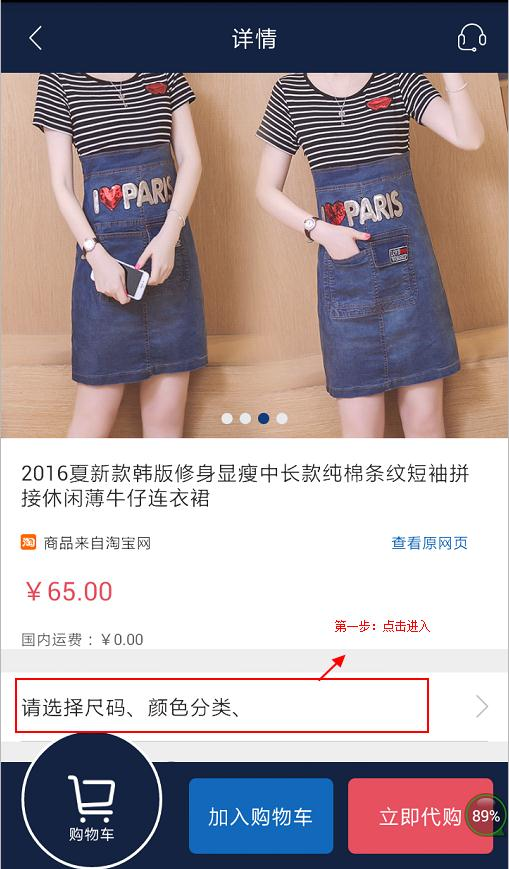 详情
I PARIS
I PARIS
2016夏新款韩版修身显瘦中长款纯棉条纹短袖拼
接休闲薄牛仔连衣裙
淘 商品来自淘宝网
查看原网页
￥65.00
第一步：点击进入
国内运费：￥0.00
请选择尺码、颜色分类、
购物车
加入购物车
立即代购
89%